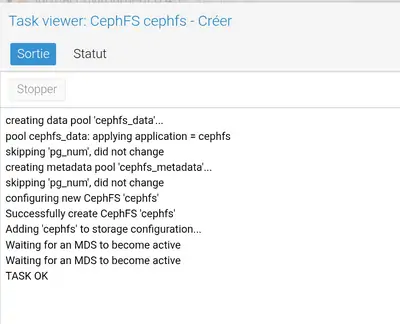 Task viewer: CephFS cephfs - Créer
Sortie
Statut
Stopper
creating data pool 'cephfs_data'...
pool cephfs_data: applying application = cephfs
skipping 'pg_num', did not change
creating metadata pool 'cephfs_metadata'...
skipping 'pg_num', did not change
configuring new CephFS 'cephfs'
Successfully create CephFS 'cephfs'
Adding 'cephfs' to storage configuration...
Waiting for an MDS to become active
Waiting for an MDS to become active
TASK OK